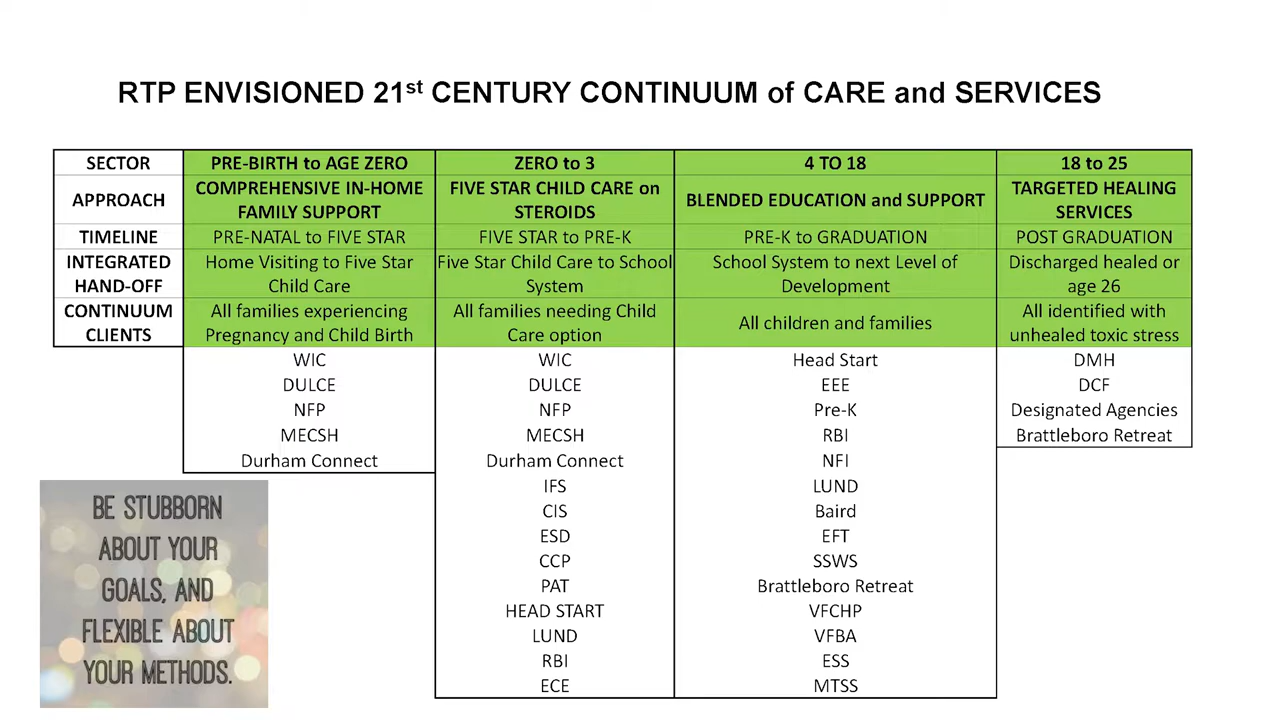 RTP ENVISIONED 21st CENTURY CONTINUUM of CARE and SERVICES
SECTOR PRE-BIRTH to AGE ZERO ZERO to 3 4 TO 18 18 to 25
APPROACH COMPREHENSIVE IN-HOME FAMILY SUPPORT FIVE STAR CHILD CARE on STEROIDS BLENDED EDUCATION and SUPPORT TARGETED HEALING SERVICES
TIMELINE PRE-NATAL to FIVE STAR FIVE STAR to PRE-K PRE-K to GRADUATION POST GRADUATION
INTEGRATED HAND-OFF Home Visiting to Five Star Child Care Five Star Child Care to School System School System to next Level of Development Discharged healed or age 26
CONTINUUM CLIENTS All families experiencing Pregnancy and Child Birth All families needing Child Care option All children and families All identified with unhealed toxic stress
WIC WIC Head Start DMH
DULCE DULCE EEE DCF
NFP NFP Pre-K Designated Agencies
MECSH MECSH RBI Brattleboro Retreat
Durham Connect Durham Connect NFI
IFS LUND
CIS Baird
ESD EFT
CCP SSWS
PAT Brattleboro Retreat
HEAD START VFCHP
LUND VFBA
RBI ESS
ECE MTSS
BE STUBBORN
ABOUT YOUR
GOALS, AND
FLEXIBLE ABOUT
YOUR METHODS.